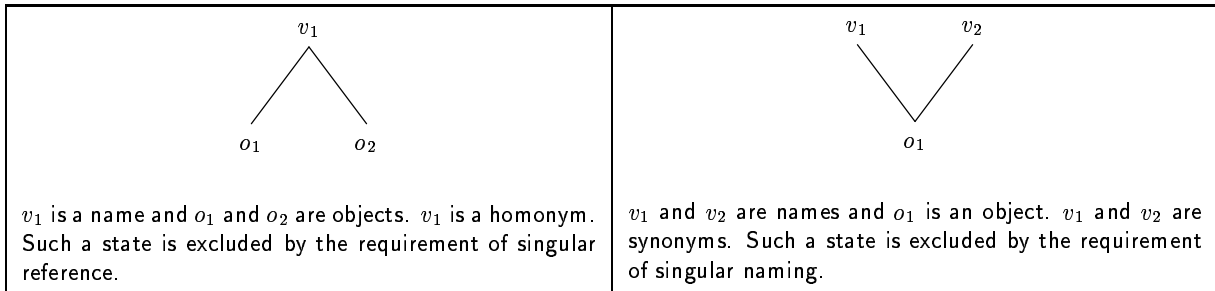 v₁
o₁ o₂
v₁ is a name and o₁ and o₂ are objects. v₁ is a homonym.
Such a state is excluded by the requirement of singular
reference.
v₁ v₂
o₁
v₁ and v₂ are names and o₁ is an object. v₁ and v₂ are
synonyms. Such a state is excluded by the requirement
of singular naming.